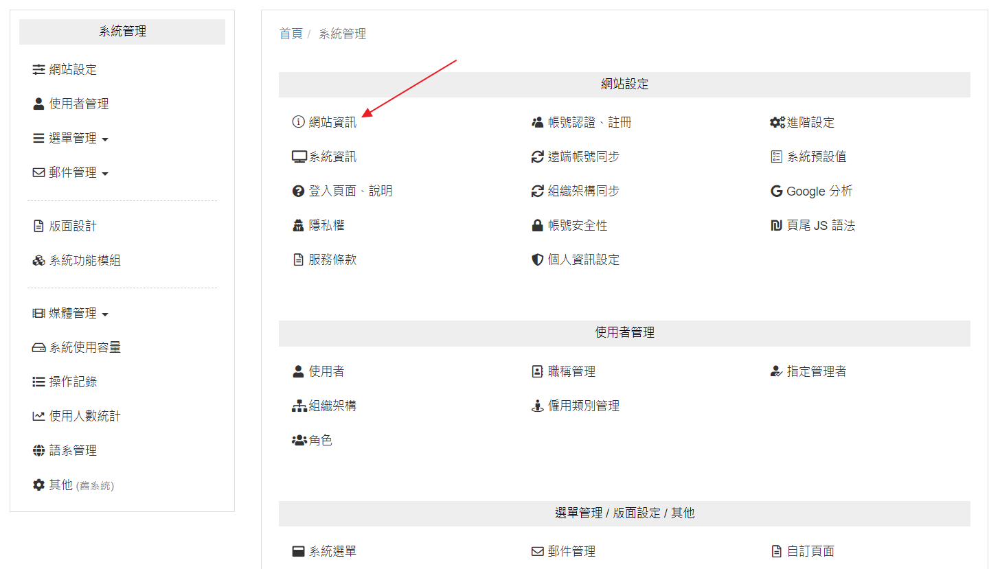 系統管理
網站設定
使用者管理
選單管理
郵件管理
版面設計
系統功能模組
媒體管理
系統使用容量
操作記錄
使用人數統計
語系管理
其他 (舊系統)
首頁 / 系統管理
網站設定
網站資訊 帳號認證、註冊 進階設定
系統資訊 遠端帳號同步 系統預設值
登入頁面、說明 組織架構同步 Google 分析
隱私權 帳號安全性 頁尾 JS 語法
服務條款 個人資訊設定
使用者管理
使用者 職稱管理 指定管理者
組織架構 僱用類別管理
角色
選單管理 / 版面設定 / 其他
系統選單 郵件管理 自訂頁面